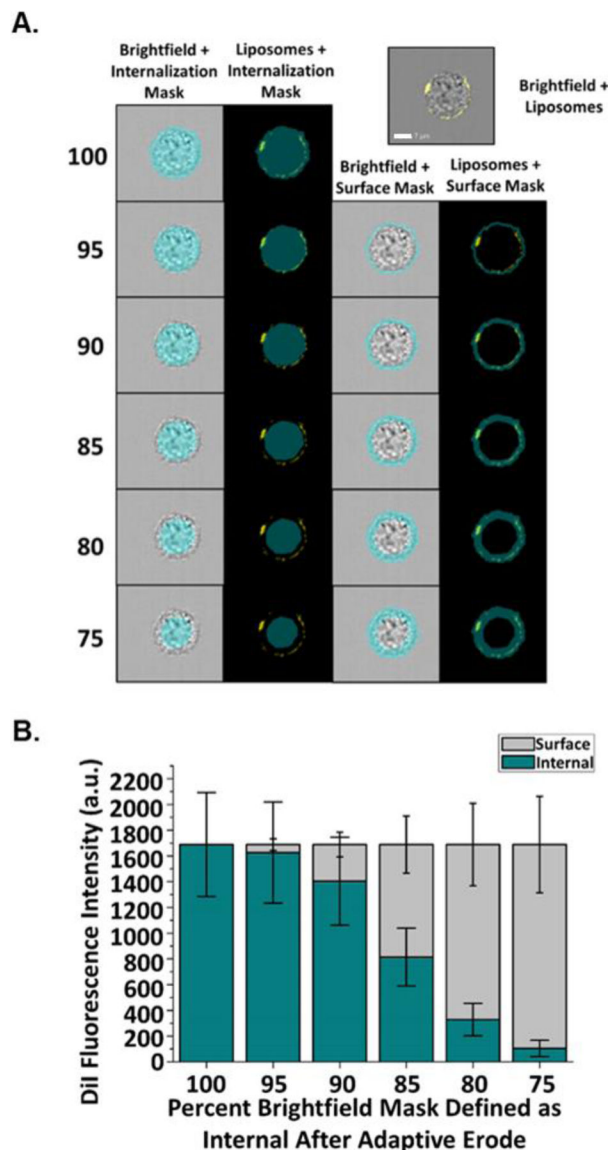 A.
Brightfield +
Internalization
Mask
Liposomes +
Internalization
Mask
7 μm
Brightfield +
Liposomes
Brightfield +
Surface Mask
Liposomes +
Surface Mask
100
95
90
85
80
75
B.
Surface
Internal
DiI Fluorescence Intensity (a.u.)
2200
2000
1800
1600
1400
1200
1000
800
600
400
200
0
100 95 90 85 80 75
Percent Brightfield Mask Defined as
Internal After Adaptive Erode